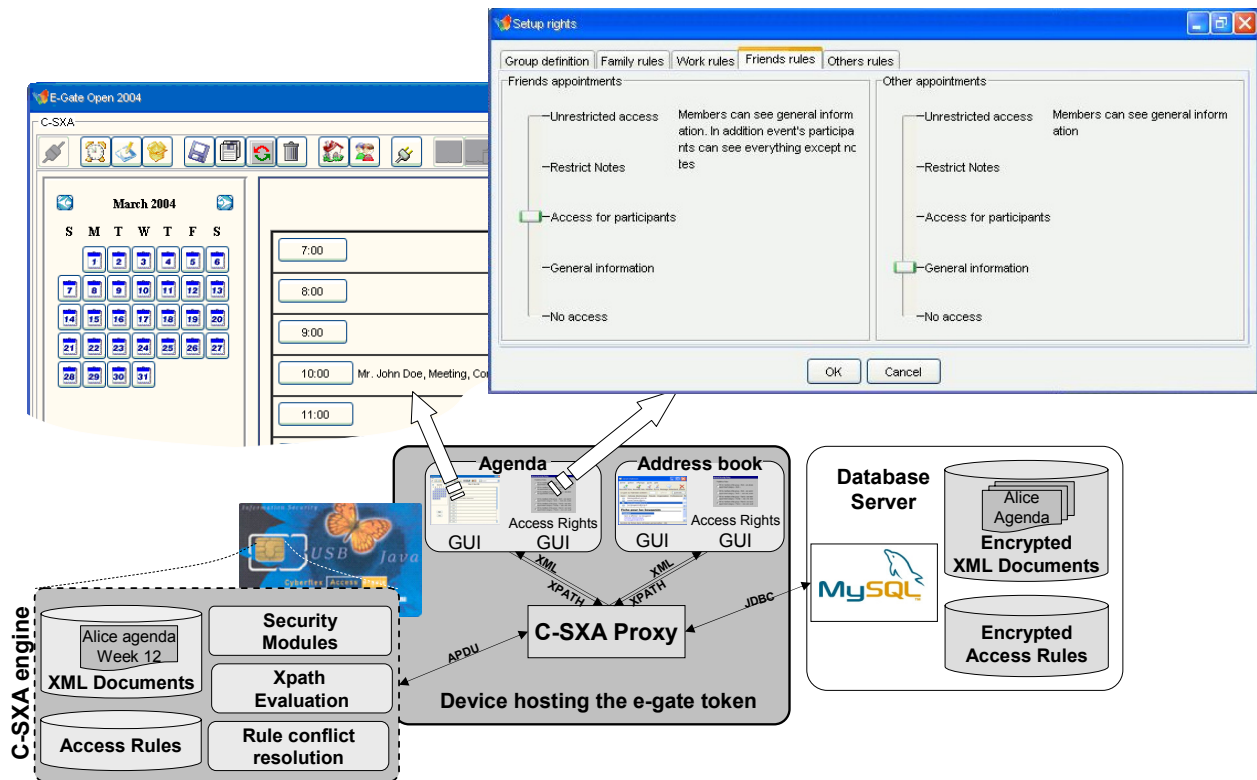 Setup rights
Group definition
Family rules
Work rules
Friends rules
Others rules
Friends appointments
Unrestricted access
Restrict Notes
Access for participants
General information
No access
Members can see general inform
ation. In addition event's participa
nts can see everything except no
tes
Other appointments
Unrestricted access
Restrict Notes
Access for participants
General information
No access
Members can see general inform
ation
OK
Cancel
E-Gate Open 2004
C-SXA
March 2004
S M T W T F S
1 2 3 4 5 6
7 8 9 10 11 12 13
14 15 16 17 18 19 20
21 22 23 24 25 26 27
28 29 30 31
7:00
8:00
9:00
10:00 Mr. John Doe, Meeting, Cor
11:00
Agenda
GUI
Access Rights
GUI
Address book
GUI
Access Rights
GUI
XML
XPATH
XML
XPATH
C-SXA Proxy
APDU
JDBC
Device hosting the e-gate token
Database
Server
MySQL
TM
Alice
Agenda
Encrypted
XML Documents
Encrypted
Access Rules
Information Security
USB
Java
Cyberflex Access
C-SXA engine
Alice agenda
Week 12
XML Documents
Access Rules
Security
Modules
Xpath
Evaluation
Rule conflict
resolution